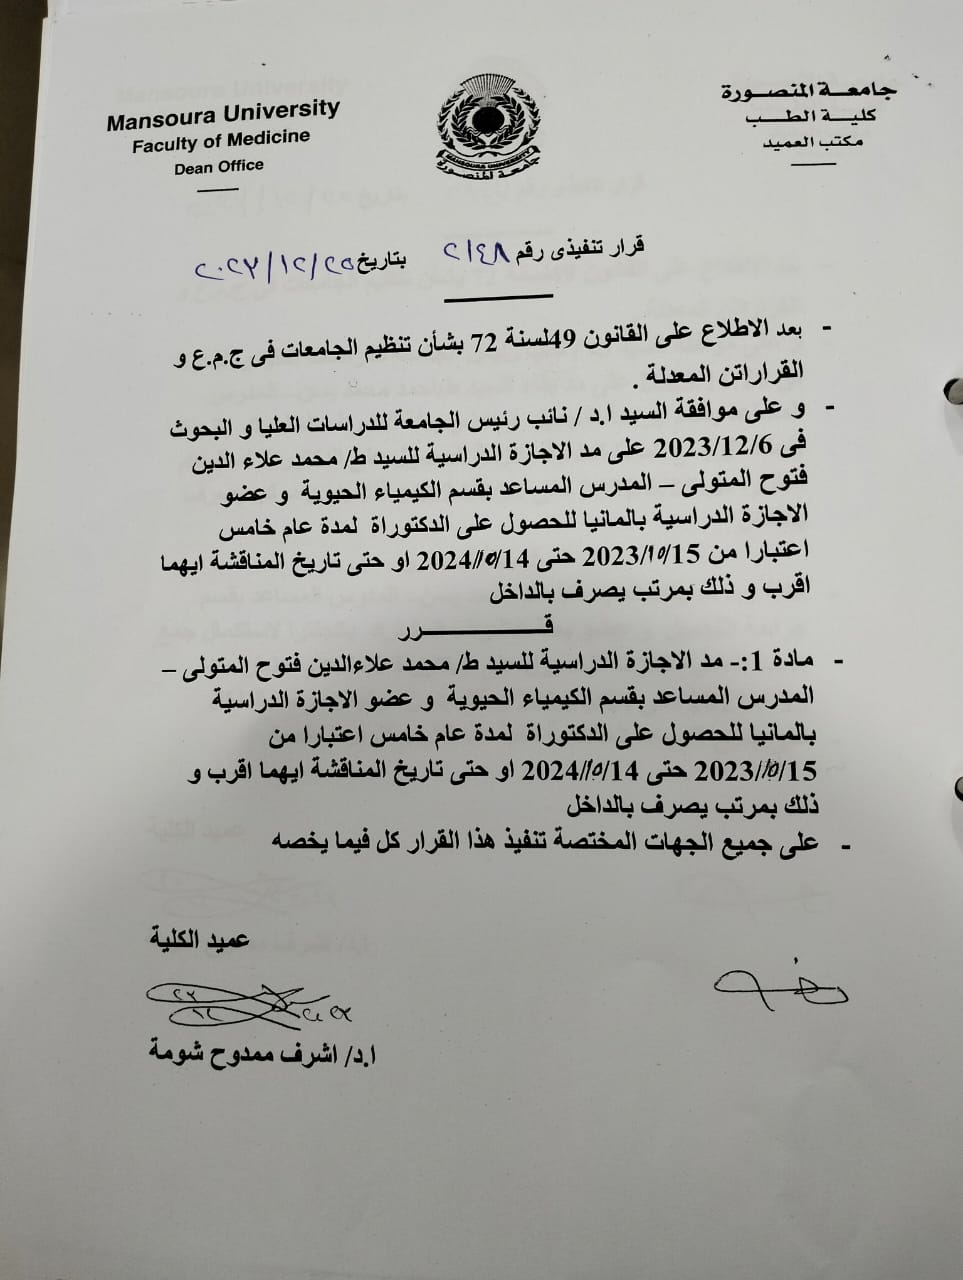 Mansoura University
Faculty of Medicine
Dean Office
MANSOURA UNIVERSITY
جامعة المنصورة
جامعـة المنصـورة
كليـة الطـب
مكتب العميد
قرار تنفيذى رقم ٢١٤٨ بتاريخ ٢٠٢٣/١٢/٢٥
- بعد الاطلاع على القانون 49لسنة 72 بشأن تنظيم الجامعات فى ج.م.ع و
القراراتن المعدلة .
- و على موافقة السيد ا.د / نائب رئيس الجامعة للدراسات العليا و البحوث
فى 2023/12/6 على مد الاجازة الدراسية للسيد ط/ محمد علاء الدين
فتوح المتولى – المدرس المساعد بقسم الكيمياء الحيوية و عضو
الاجازة الدراسية بالمانيا للحصول على الدكتوراة لمدة عام خامس
اعتبارا من 2023/10/15 حتى 2024/10/14 او حتى تاريخ المناقشة ايهما
اقرب و ذلك بمرتب يصرف بالداخل
قـــــــــرر
- مادة 1:- مد الاجازة الدراسية للسيد ط/ محمد علاءالدين فتوح المتولى –
المدرس المساعد بقسم الكيمياء الحيوية و عضو الاجازة الدراسية
بالمانيا للحصول على الدكتوراة لمدة عام خامس اعتبارا من
2023/10/15 حتى 2024/10/14 او حتى تاريخ المناقشة ايهما اقرب و
ذلك بمرتب يصرف بالداخل
- على جميع الجهات المختصة تنفيذ هذا القرار كل فيما يخصه
عميد الكلية
ا.د/ اشرف ممدوح شومة